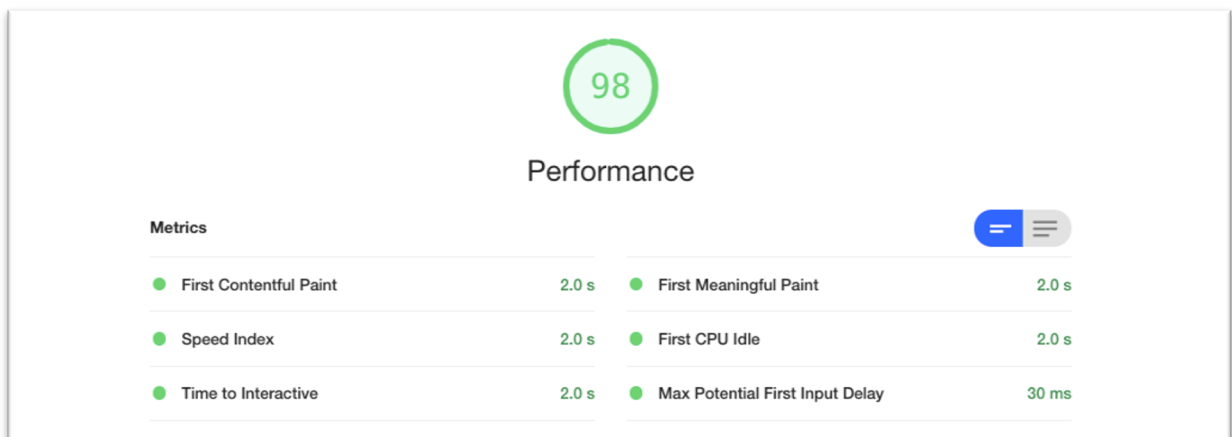 98
Performance
Metrics
First Contentful Paint 2.0 s
First Meaningful Paint 2.0 s
Speed Index 2.0 s
First CPU Idle 2.0 s
Time to Interactive 2.0 s
Max Potential First Input Delay 30 ms